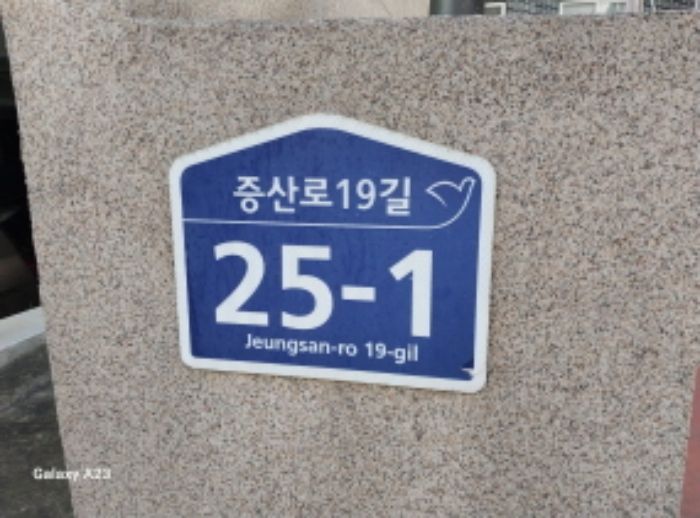 증산로19길
25-1
Jeungsan-ro 19-gil
Galaxy A23